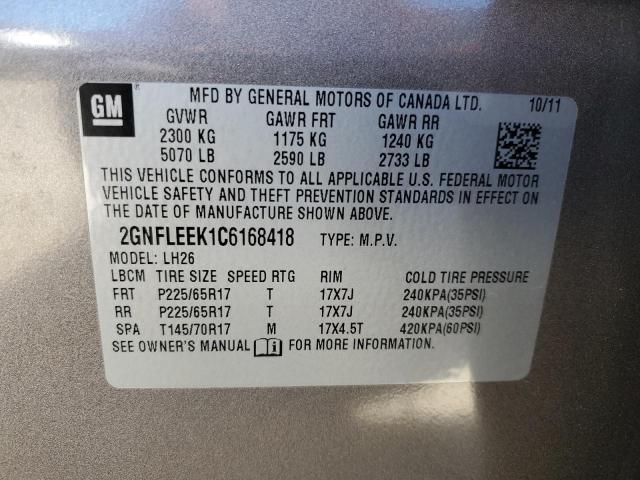 GM
MFD BY GENERAL MOTORS OF CANADA LTD. 10/11
GVWR GAWR FRT GAWR RR
2300 KG 1175 KG 1240 KG
5070 LB 2590 LB 2733 LB
THIS VEHICLE CONFORMS TO ALL APPLICABLE U.S. FEDERAL MOTOR
VEHICLE SAFETY AND THEFT PREVENTION STANDARDS IN EFFECT ON
THE DATE OF MANUFACTURE SHOWN ABOVE.
2GNFLEEK1C6168418 TYPE: M.P.V.
MODEL: LH26
LBCM TIRE SIZE SPEED RTG RIM COLD TIRE PRESSURE
FRT P225/65R17 T 17X7J 240KPA(35PSI)
RR P225/65R17 T 17X7J 240KPA(35PSI)
SPA T145/70R17 M 17X4.5T 420KPA(60PSI)
SEE OWNER'S MANUAL FOR MORE INFORMATION.